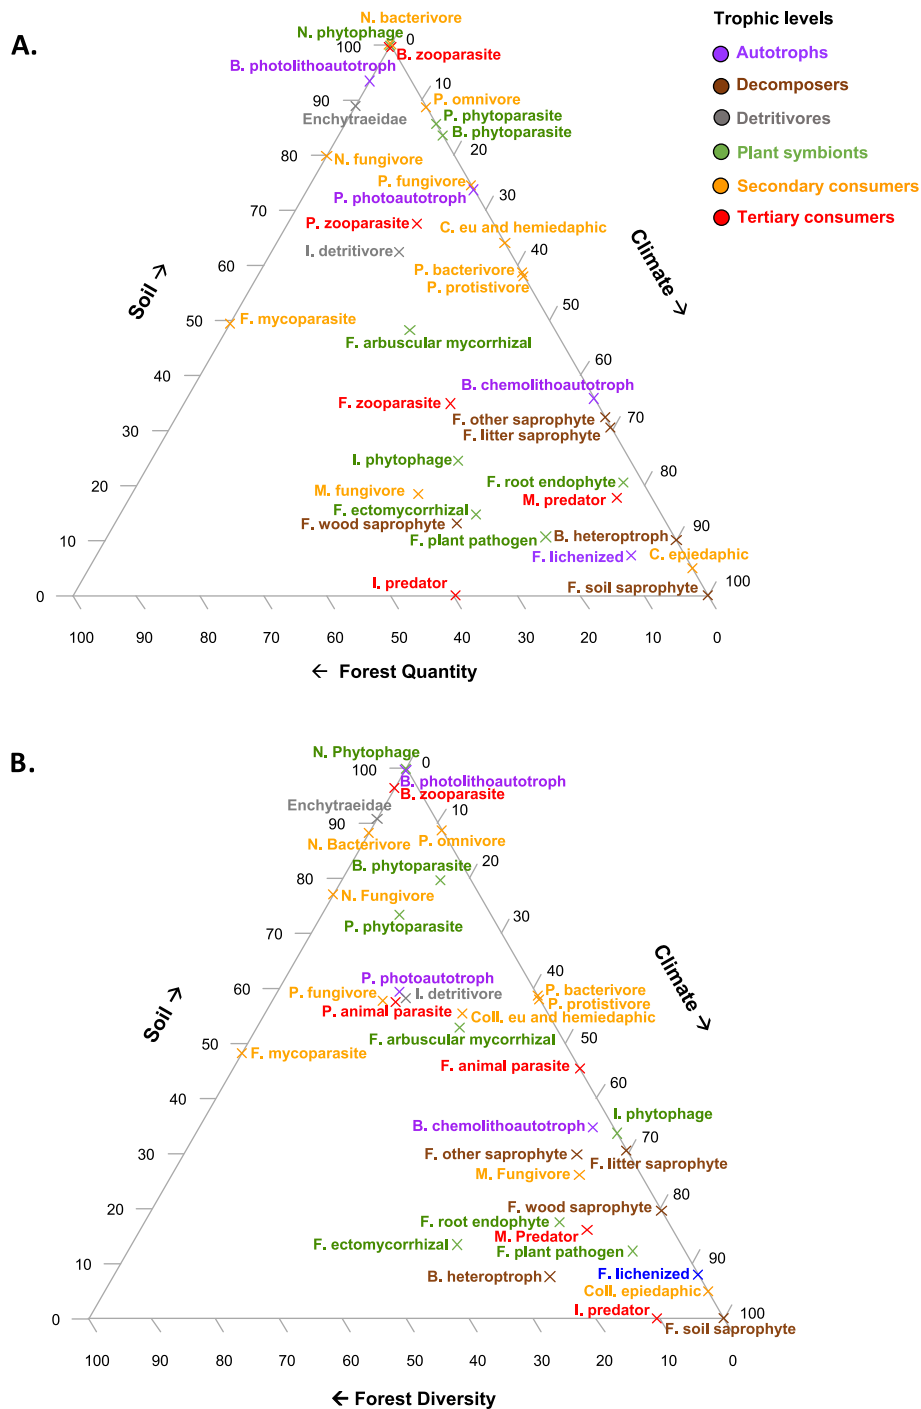 A.
N. bacterivore
N. phytophage
0
100
B. zooparasite
B. photolithoautotroph
10
90
P. omnivore
Enchytraeidae
P. phytoparasite
B. phytoparasite
20
80
N. fungivore
P. fungivore
P. photoautotroph
30
70
P. zooparasite
C. eu and hemiedaphic
I. detritivore
40
60
P. bacterivore
P. protistivore
Soil →
Climate →
50
50
F. mycoparasite
F. arbuscular mycorrhizal
60
40
B. chemolithoautotroph
F. zooparasite
F. other saprophyte
70
30
F. litter saprophyte
I. phytophage
80
20
F. root endophyte
M. fungivore
M. predator
F. ectomycorrhizal
F. wood saprophyte
90
10
F. plant pathogen
B. heteroptroph
F. lichenized
C. epiedaphic
I. predator
F. soil saprophyte
100
0
100 90 80 70 60 50 40 30 20 10 0
← Forest Quantity
Trophic levels
Autotrophs
Decomposers
Detritivores
Plant symbionts
Secondary consumers
Tertiary consumers
B.
N. Phytophage
0
100
B. photolithoautotroph
B. zooparasite
Enchytraeidae
10
90
N. Bacterivore
P. omnivore
B. phytoparasite
20
80
N. Fungivore
P. phytoparasite
30
70
P. photoautotroph
40
60
P. fungivore
I. detritivore
P. bacterivore
P. protistivore
P. animal parasite
Coll. eu and hemiedaphic
Soil →
Climate →
F. arbuscular mycorrhizal
50
50
F. mycoparasite
F. animal parasite
60
40
I. phytophage
B. chemolithoautotroph
70
30
F. other saprophyte
F. litter saprophyte
M. Fungivore
80
20
F. wood saprophyte
F. root endophyte
M. Predator
F. ectomycorrhizal
F. plant pathogen
90
10
B. heteroptroph
F. lichenized
Coll. epiedaphic
I. predator
100
0
F. soil saprophyte
100 90 80 70 60 50 40 30 20 10 0
← Forest Diversity